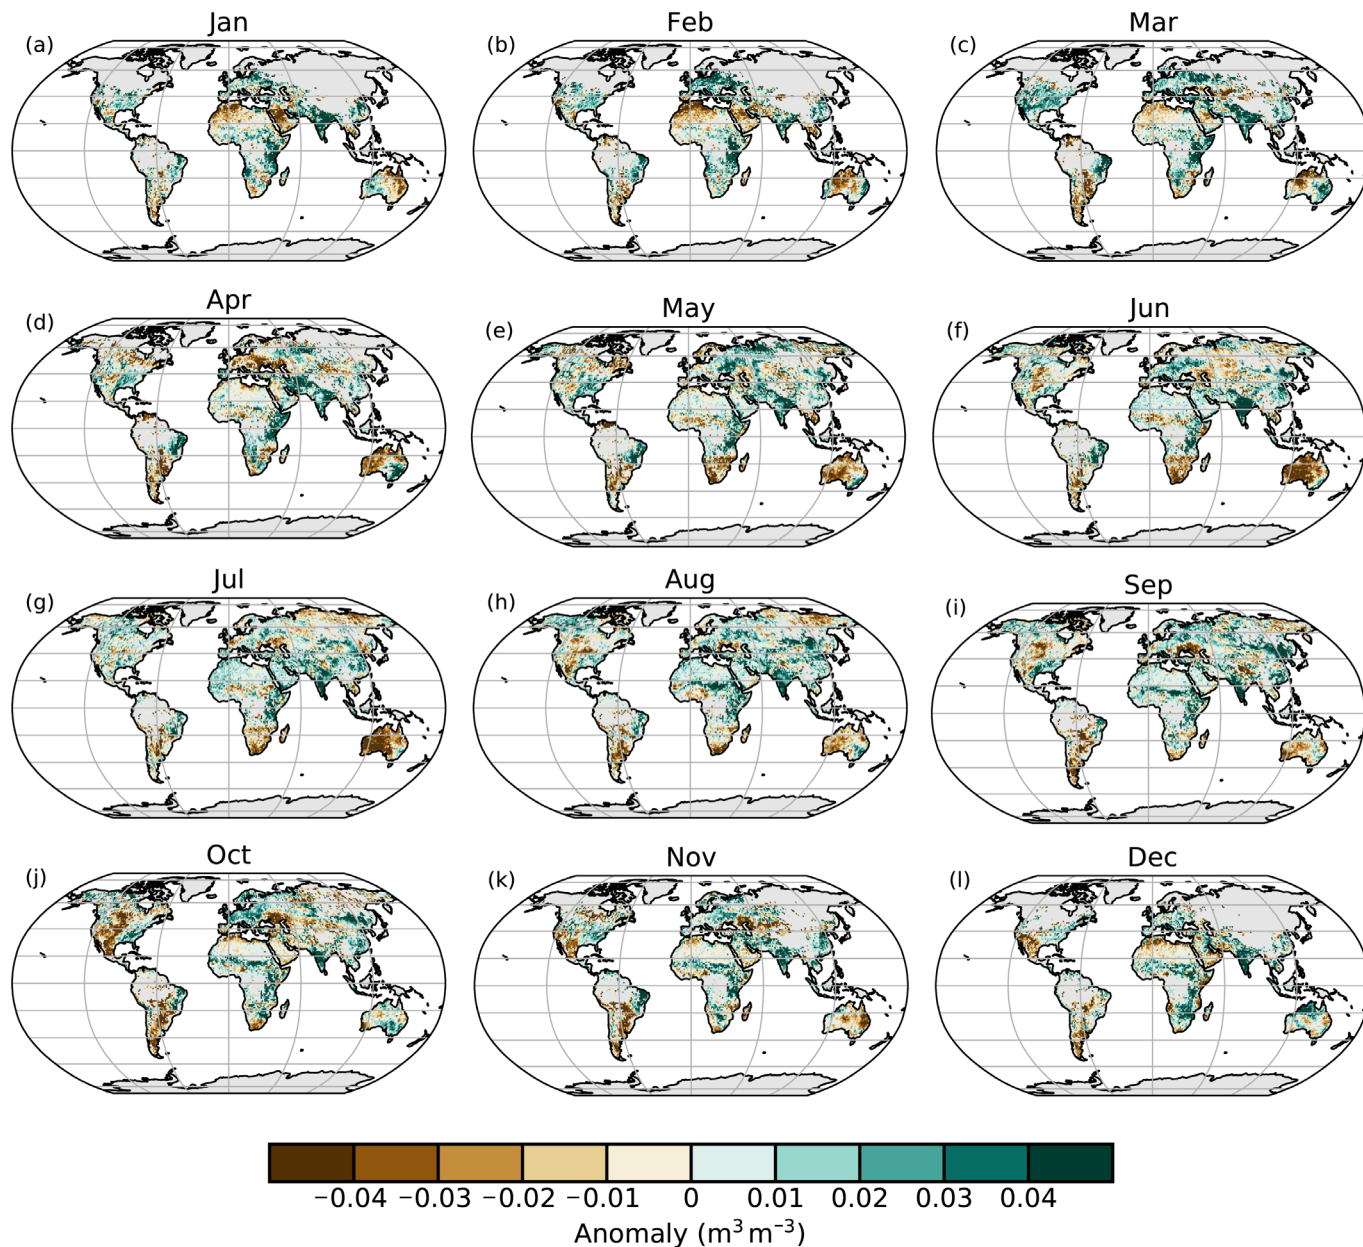 Jan
Feb
Mar
(a)
(b)
(c)
Apr
May
Jun
(d)
(e)
(f)
Jul
Aug
Sep
(g)
(h)
(i)
Oct
Nov
Dec
(j)
(k)
(l)
−0.04 −0.03 −0.02 −0.01 0 0.01 0.02 0.03 0.04
Anomaly (m³ m⁻³)